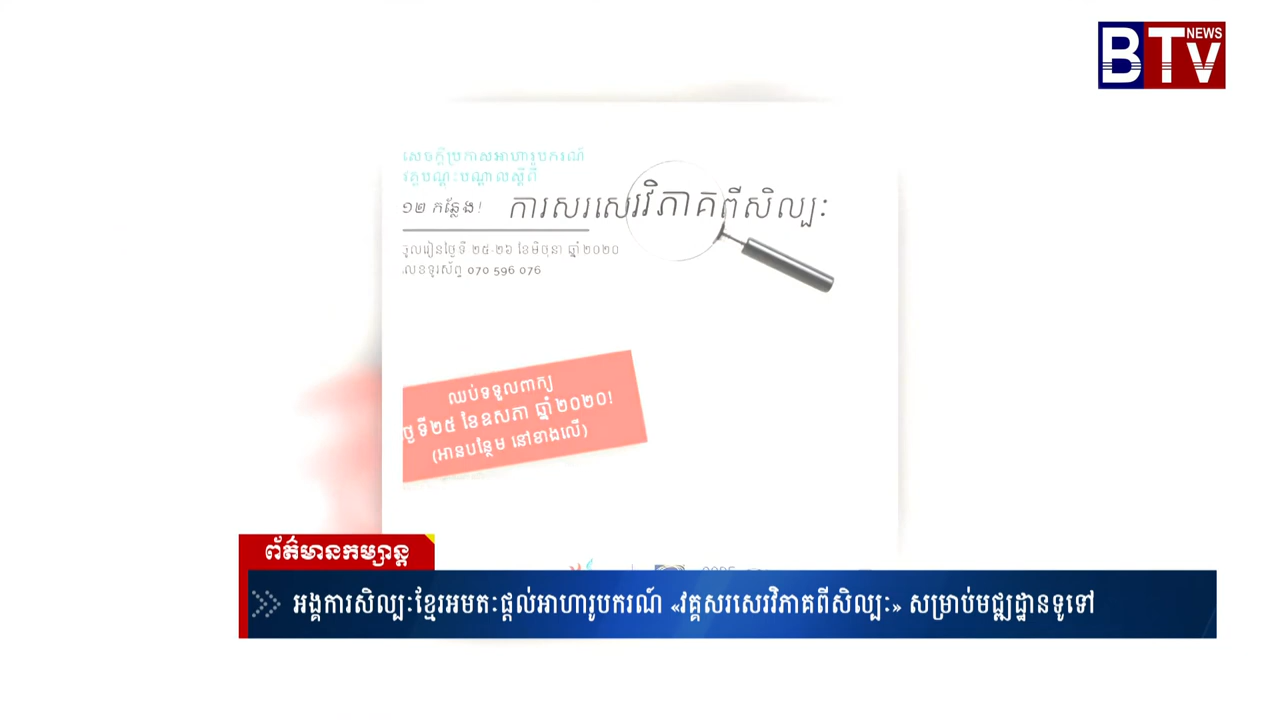 BTV NEWS
សេចក្តីប្រកាសអាហារូបករណ៍
វគ្គបណ្តុះបណ្តាលស្តីពី
១២ កន្លែង!
ការសរសេរវិភាគពីសិល្បៈ
ចូលរៀនថ្ងៃទី ២៥-២៦ ខែមិថុនា ឆ្នាំ ២០២០
លេខទូរស័ព្ទ 070 596 076
ឈប់ទទួលពាក្យ
ថ្ងៃទី២៥ ខែឧសភា ឆ្នាំ ២០២០!
(អានបន្ថែម នៅខាងលើ)
ព័ត៌មានកម្សាន្ត
អង្គការសិល្បៈខ្មែរអមតៈផ្តល់អាហារូបករណ៍ «វគ្គសរសេរវិភាគពីសិល្បៈ» សម្រាប់មជ្ឈដ្ឋានទូទៅ